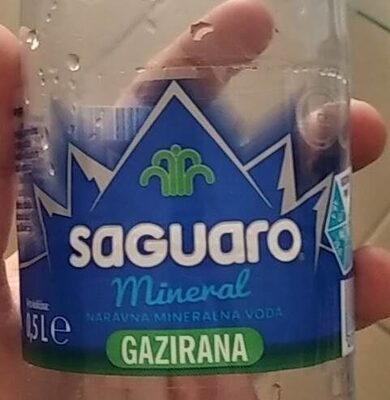 saguaro
Mineral
NARAVNA MINERALNA VODA
0,5 L e
GAZIRANA